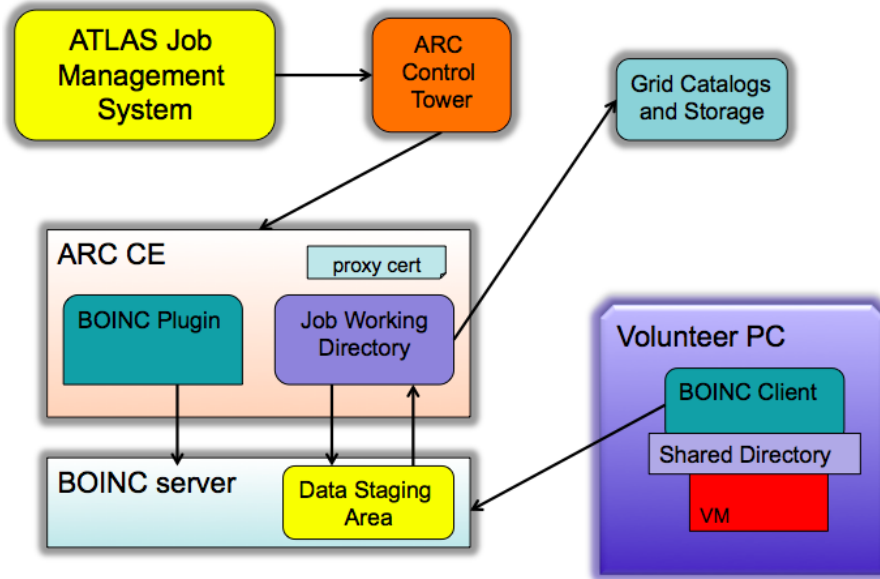 ATLAS Job
Management
System
ARC
Control
Tower
Grid Catalogs
and Storage
ARC CE
proxy cert
BOINC Plugin
Job Working
Directory
Volunteer PC
BOINC Client
Shared Directory
VM
BOINC server
Data Staging
Area